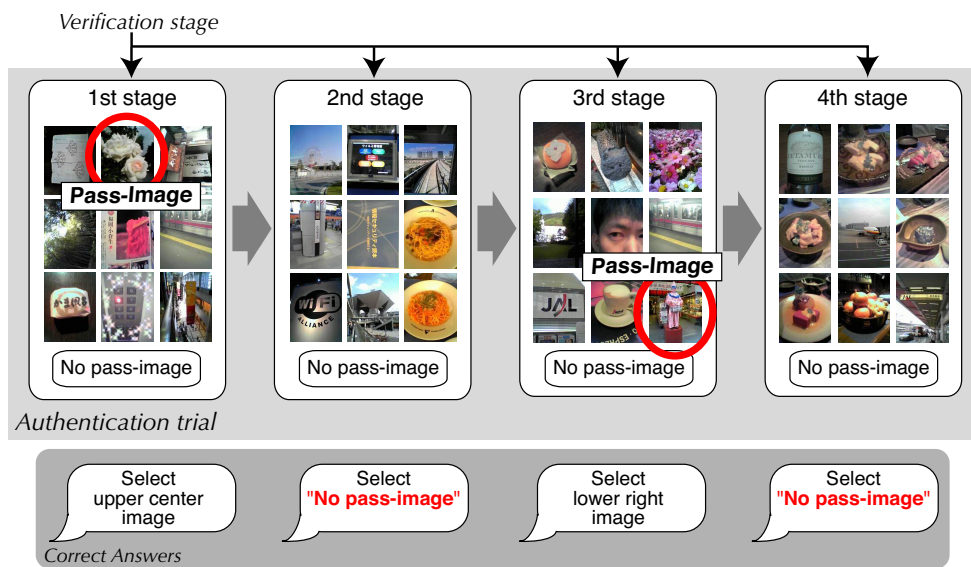 Verification stage
1st stage
2nd stage
3rd stage
4th stage
Pass-Image
Pass-Image
Wi Fi
ALLIANCE
JAL
No pass-image
No pass-image
No pass-image
No pass-image
Authentication trial
Select
upper center
image
Select
"No pass-image"
Select
lower right
image
Select
"No pass-image"
Correct Answers